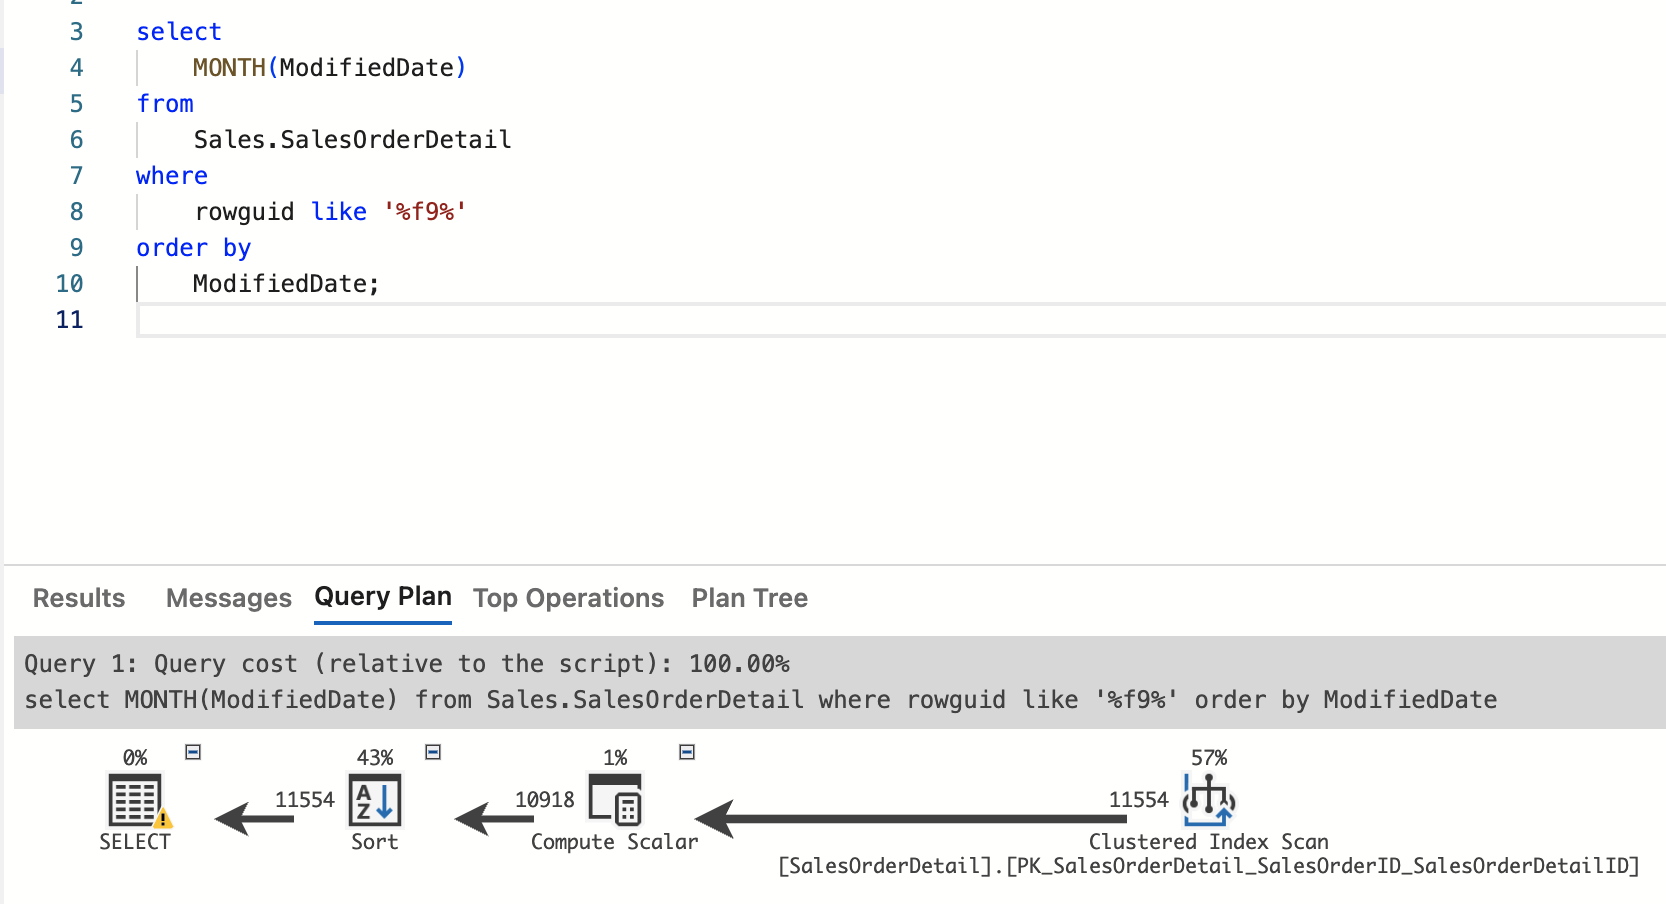 2
3 select
4 MONTH(ModifiedDate)
5 from
6 Sales.SalesOrderDetail
7 where
8 rowguid like '%f9%'
9 order by
10 ModifiedDate;
11
Results Messages Query Plan Top Operations Plan Tree
Query 1: Query cost (relative to the script): 100.00%
select MONTH(ModifiedDate) from Sales.SalesOrderDetail where rowguid like '%f9%' order by ModifiedDate
0% 43% 1% 57%
11554 10918 11554
A
Z
SELECT Sort Compute Scalar Clustered Index Scan
[SalesOrderDetail].[PK_SalesOrderDetail_SalesOrderID_SalesOrderDetailID]